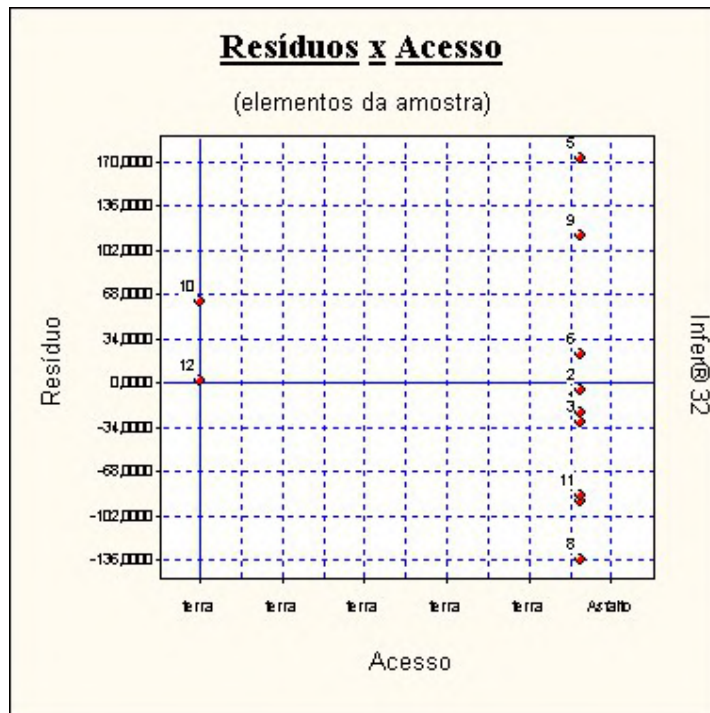 Resíduos x Acesso
(elementos da amostra)
170,0000
136,0000
102,0000
68,0000
34,0000
0,0000
-34,0000
-68,0000
-102,0000
-136,0000
Resíduo
5
9
10
6
12
2
3
11
8
terra
terra
terra
terra
terra
Asfalto
Acesso
Infer® 32